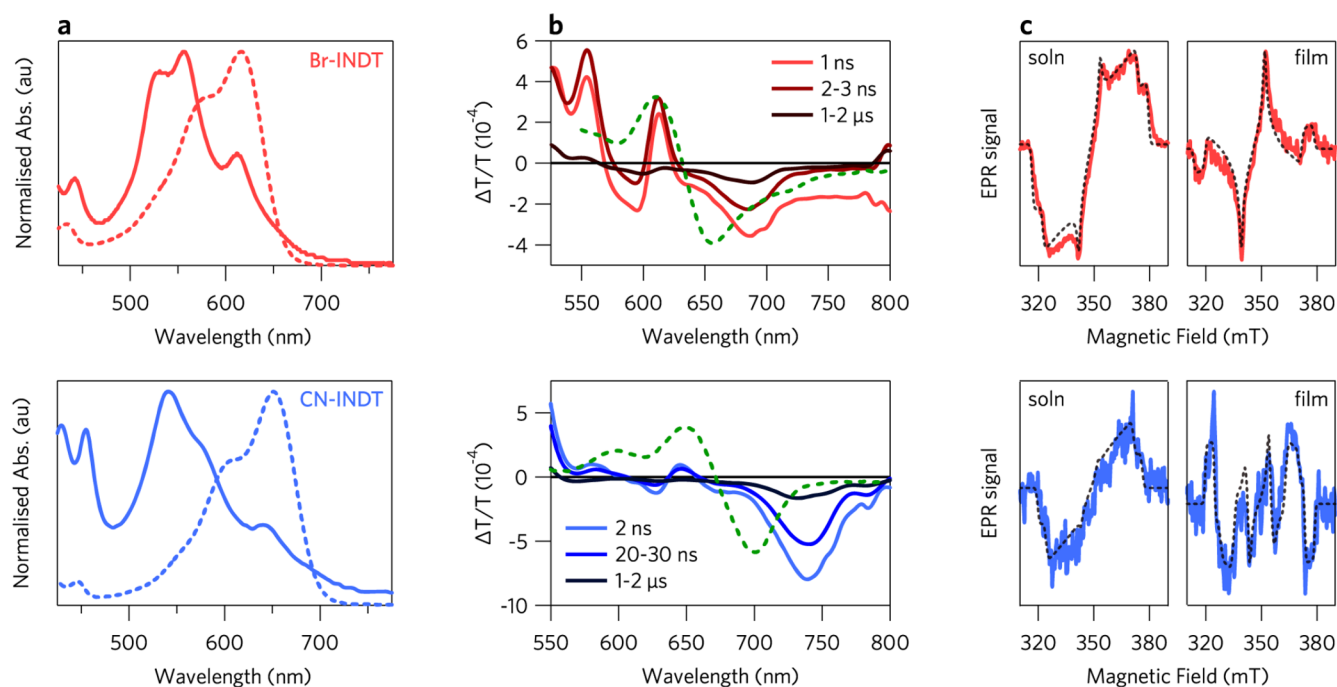 a
Normalised Abs. (au)
Br-INDT
500
600
700
Wavelength (nm)
b
ΔT/T (10⁻⁴)
6
4
2
0
-2
-4
1 ns
2-3 ns
1-2 µs
550
600
650
700
750
800
Wavelength (nm)
c
EPR signal
soln
film
320
350
380
320
350
380
Magnetic Field (mT)
Normalised Abs. (au)
CN-INDT
500
600
700
Wavelength (nm)
ΔT/T (10⁻⁴)
5
0
-5
-10
2 ns
20-30 ns
1-2 µs
550
600
650
700
750
800
Wavelength (nm)
EPR signal
soln
film
320
350
380
320
350
380
Magnetic Field (mT)